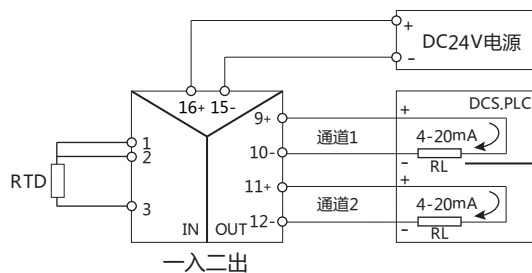 +
DC24V电源
-
16+ 15-
DCS.PLC
9+
通道1
+
4-20mA
10-
-
RL
1
2
RTD
3
11+
通道2
+
4-20mA
12-
-
RL
IN
OUT
一入二出